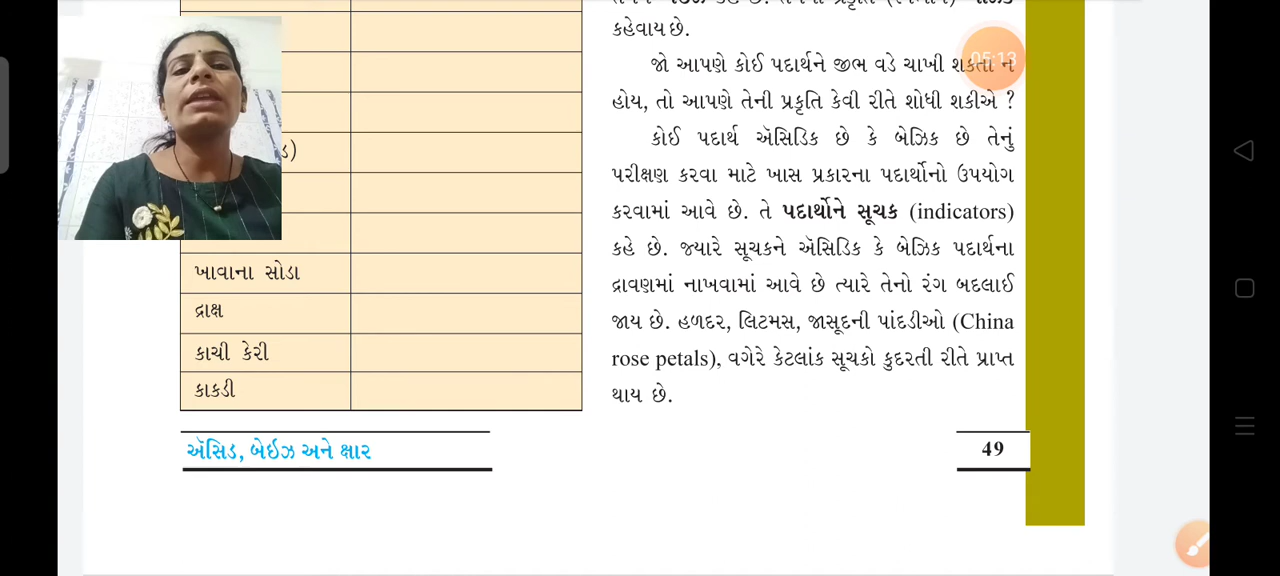 કહેવાય છે.
જો આપણે કોઈ પદાર્થને જીભ વડે ચાખી શકતા ન
હોય, તો આપણે તેની પ્રકૃતિ કેવી રીતે શોધી શકીએ ?
કોઈ પદાર્થ ઍસિડિક છે કે બેઝિક છે તેનું
પરીક્ષણ કરવા માટે ખાસ પ્રકારના પદાર્થોનો ઉપયોગ
કરવામાં આવે છે. તે પદાર્થોને સૂચક (indicators)
કહે છે. જ્યારે સૂચકને ઍસિડિક કે બેઝિક પદાર્થના
દ્રાવણમાં નાખવામાં આવે છે ત્યારે તેનો રંગ બદલાઈ
જાય છે. હળદર, લિટમસ, જાસૂદની પાંદડીઓ (China
rose petals), વગેરે કેટલાંક સૂચકો કુદરતી રીતે પ્રાપ્ત
થાય છે.
05:13
ખાવાના સોડા
દ્રાક્ષ
કાચી કેરી
કાકડી
ઍસિડ, બેઇઝ અને ક્ષાર
49